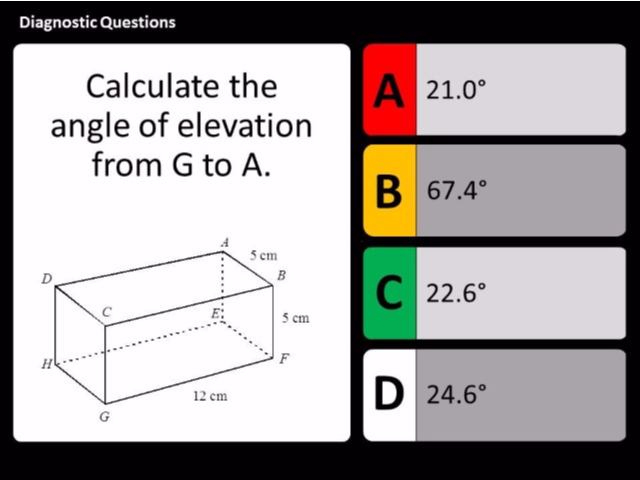 Diagnostic Questions
Calculate the
angle of elevation
from G to A.
A
5 cm
D
B
C
E
5 cm
H
F
12 cm
G
A 21.0°
B 67.4°
C 22.6°
D 24.6°